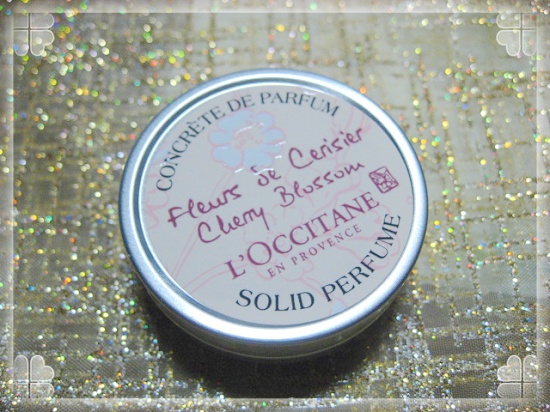 CONCRÈTE DE PARFUM
Fleurs de Cerisier
Cherry Blossom
L'OCCITANE
EN PROVENCE
SOLID PERFUME